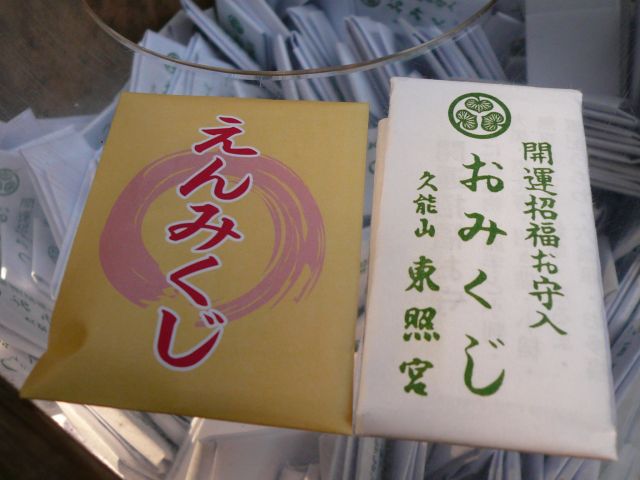 えんみくじ
開運招福お守入
おみくじ
久能山 東照宮